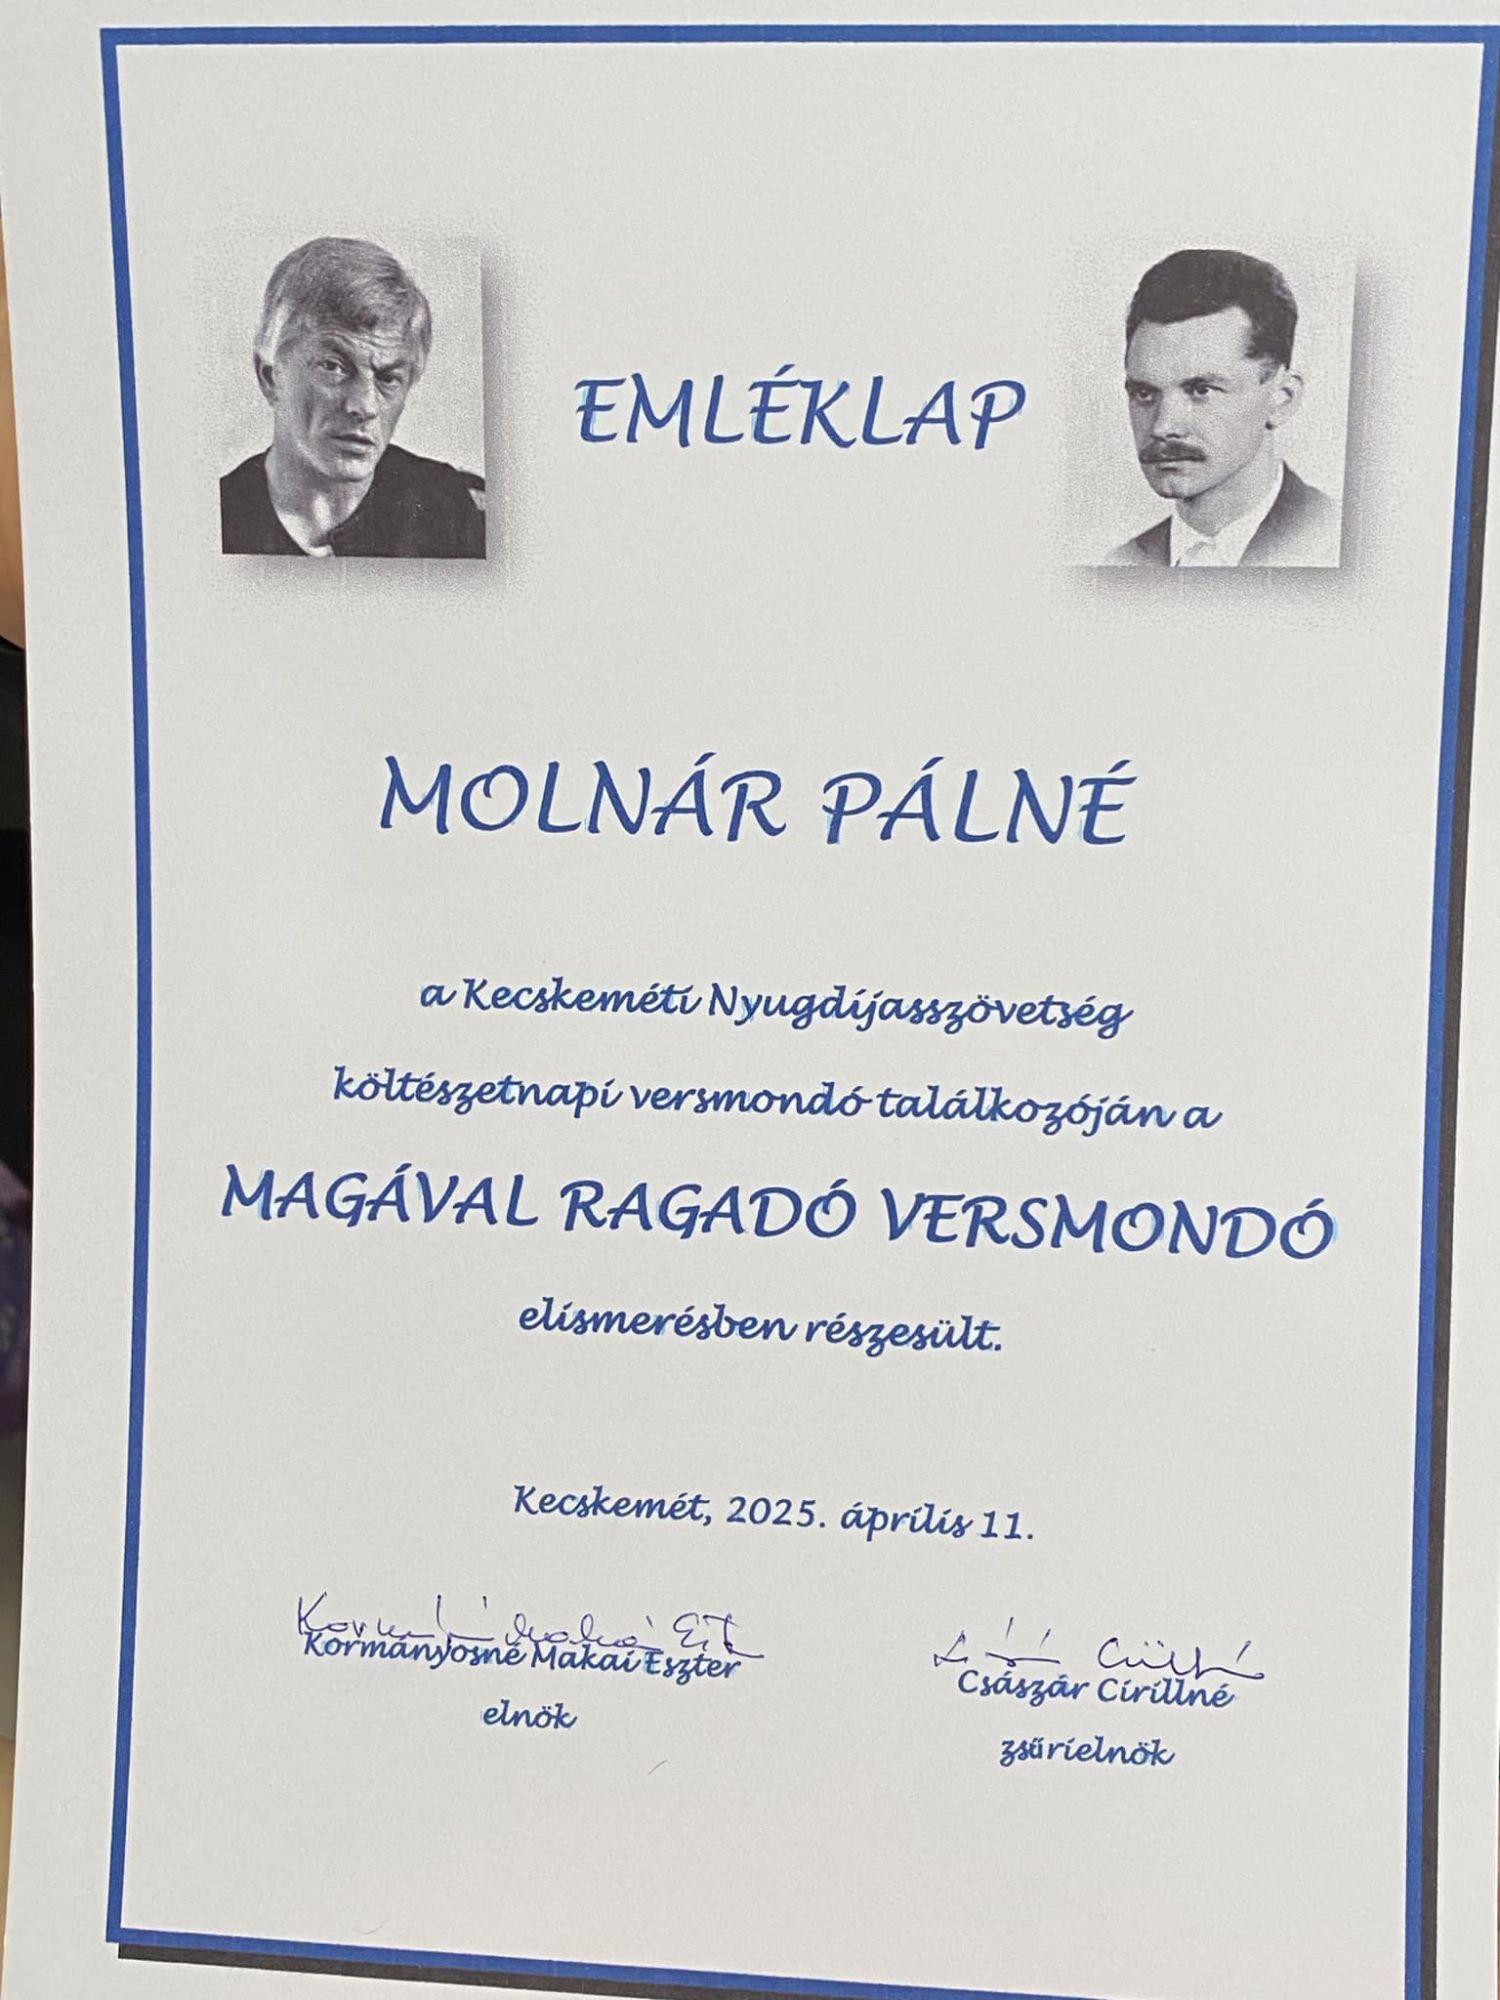 EMLÉKLAP
MOLNÁR PÁLNÉ
a Kecskeméti Nyugdíjasszövetség
költészetnapi versmondó találkozóján a
MAGÁVAL RAGADÓ VERSMONDÓ
elismerésben részesült.
Kecskemét, 2025. április 11.
Kormányosné Makai Eszter
elnök
Császár Cirillné
zsűrielnök